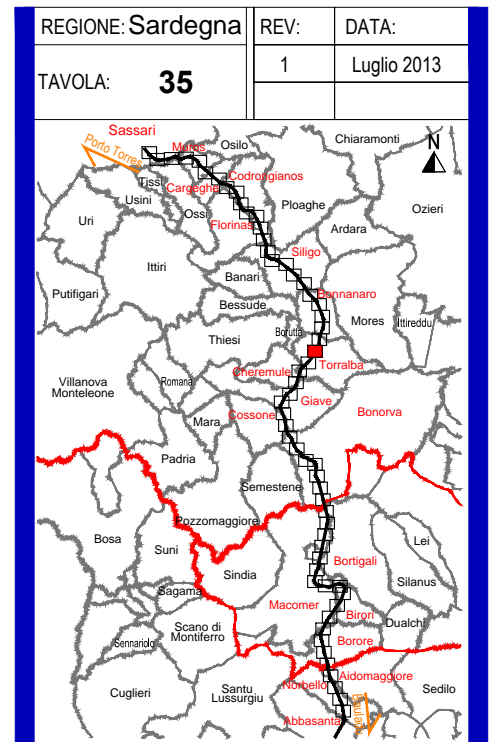 REGIONE: Sardegna
REV:
DATA:
TAVOLA: 35
1
Luglio 2013
Sassari
Porto Torres
Muros
Osilo
Chiaramonti
N
Tissi
Cargeghe
Codrongianos
Usini
Ossi
Ploaghe
Ozieri
Uri
Florinas
Ardara
Siligo
Ittiri
Banari
Putifigari
Bessude
Bonnanaro
Mores
Ittireddu
Thiesi
Borutta
Cheremule
Torralba
Villanova
Monteleone
Romana
Giave
Cossone
Bonorva
Mara
Padria
Semestene
Pozzomaggiore
Bosa
Suni
Lei
Bortigali
Sindia
Silanus
Sagama
Macomer
Birori
Dualchi
Scano di
Montiferro
Sennariolo
Borore
Aidomaggiore
Norbello
Cuglieri
Santu
Lussurgiu
Sedilo
Abbasanta